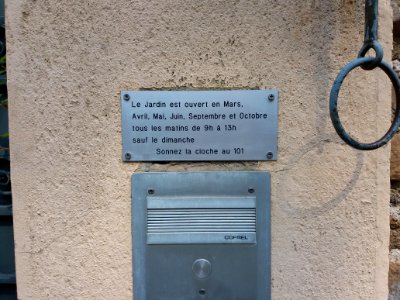 Le Jardin est ouvert en Mars,
Avril, Mai, Juin, Septembre et Octobre
tous les matins de 9h à 13h
sauf le dimanche
Sonnez la cloche au 101
COFREL